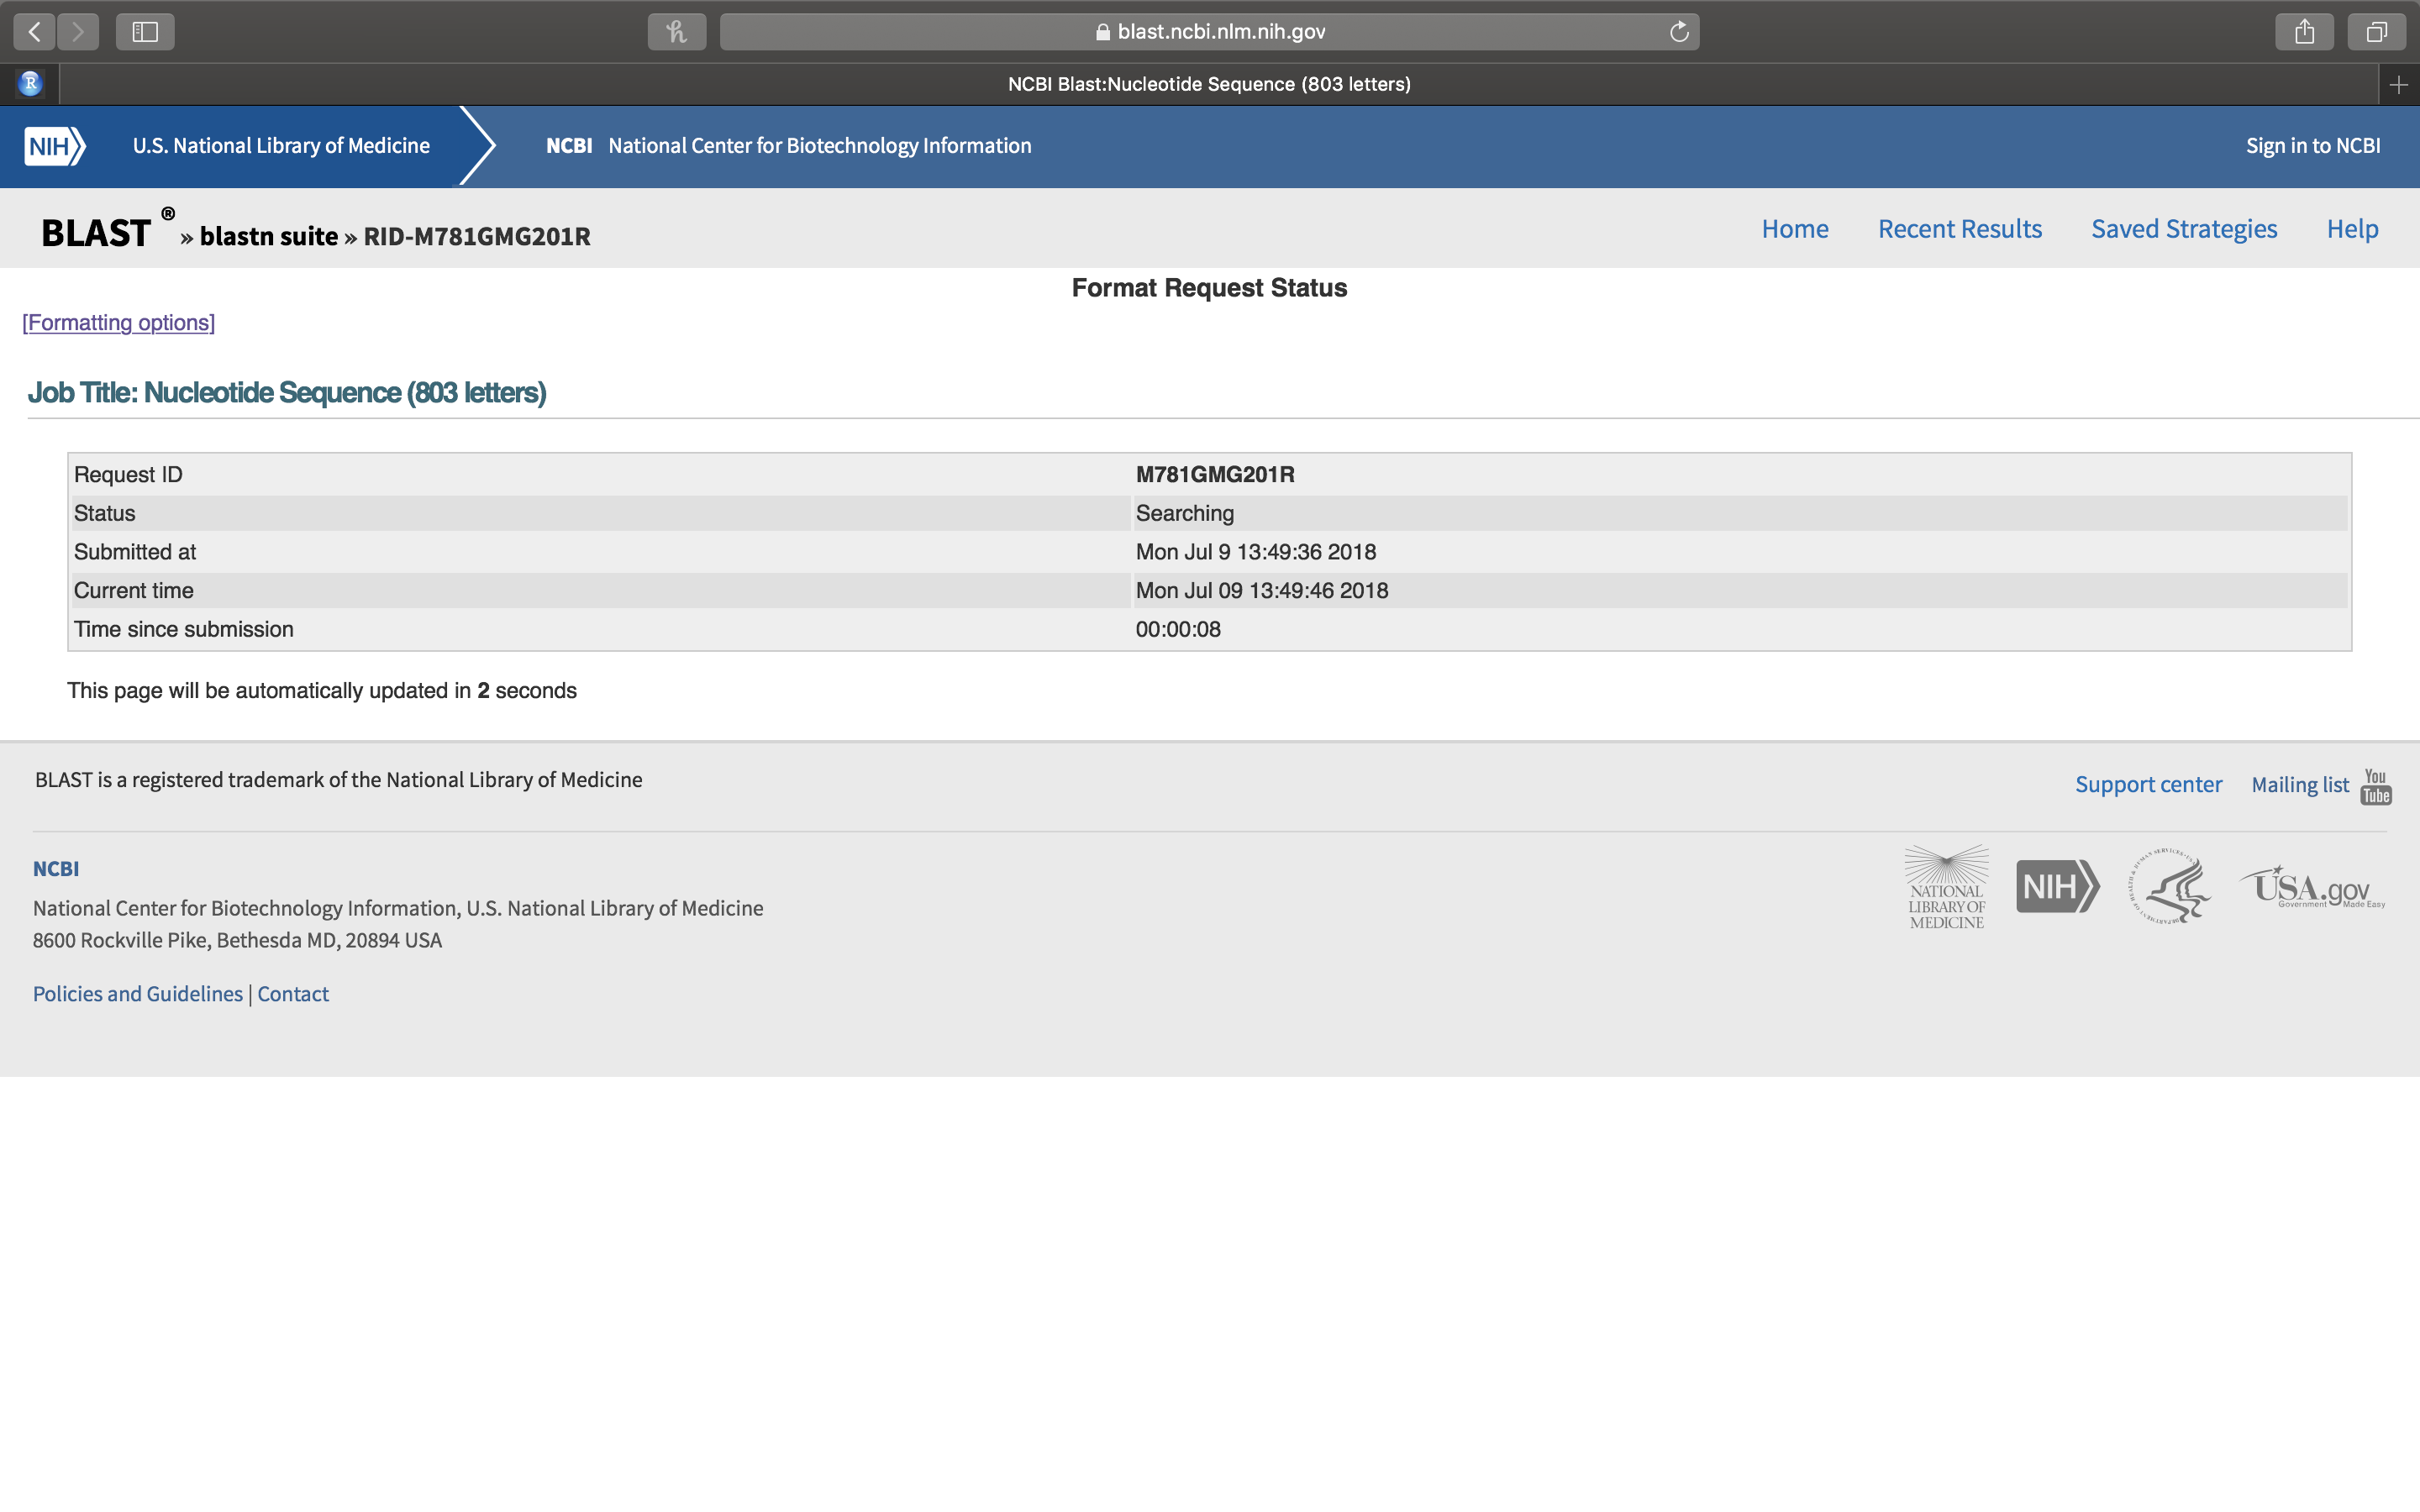 blast.ncbi.nlm.nih.gov
NCBI Blast:Nucleotide Sequence (803 letters)
NIH U.S. National Library of Medicine NCBI National Center for Biotechnology Information Sign in to NCBI
BLAST ® » blastn suite » RID-M781GMG201R Home Recent Results Saved Strategies Help
Format Request Status
[Formatting options]
Job Title: Nucleotide Sequence (803 letters)
Request ID M781GMG201R
Status Searching
Submitted at Mon Jul 9 13:49:36 2018
Current time Mon Jul 09 13:49:46 2018
Time since submission 00:00:08
This page will be automatically updated in 2 seconds
BLAST is a registered trademark of the National Library of Medicine Support center Mailing list You Tube
NCBI
National Center for Biotechnology Information, U.S. National Library of Medicine
8600 Rockville Pike, Bethesda MD, 20894 USA
Policies and Guidelines | Contact
NATIONAL
LIBRARY OF
MEDICINE
NIH
USA.gov
Government Made Easy